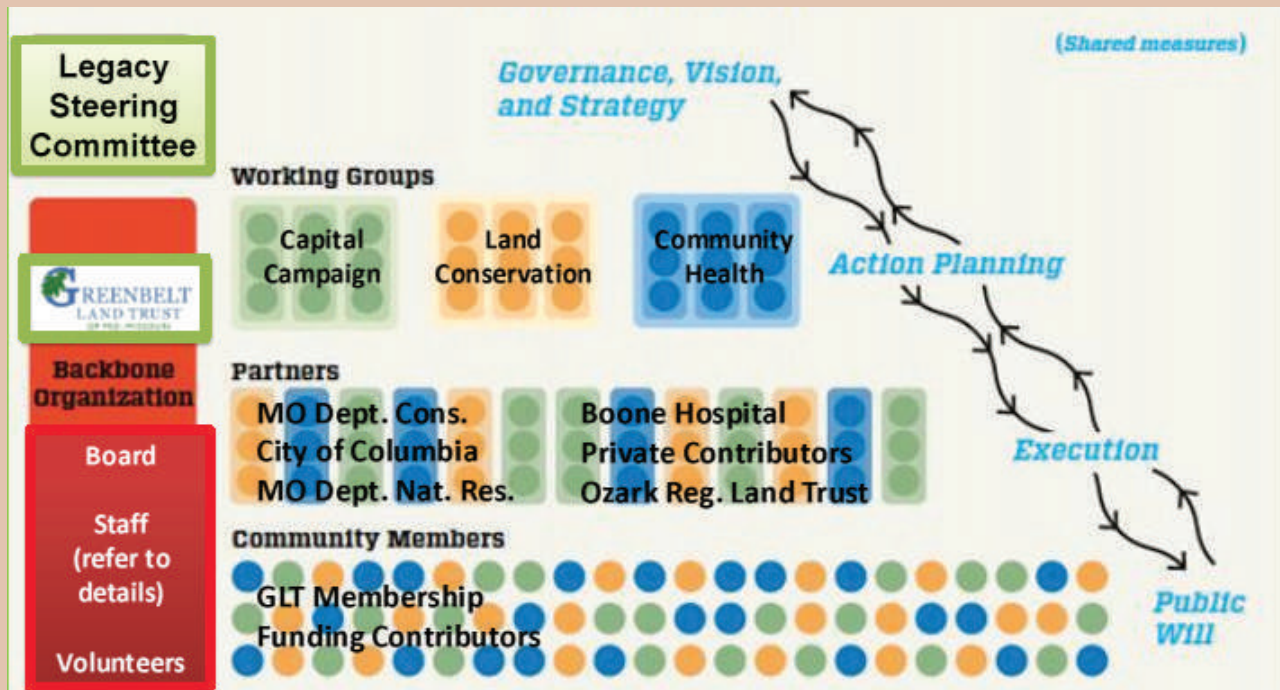 Legacy
Steering
Committee
(Shared measures)
Governance, Vision,
and Strategy
Working Groups
Capital
Campaign
Land
Conservation
Community
Health
Action Planning
GREENBELT
LAND TRUST
OF MID-MISSOURI
Backbone
Organization
Partners
MO Dept. Cons.
City of Columbia
MO Dept. Nat. Res.
Boone Hospital
Private Contributors
Ozark Reg. Land Trust
Execution
Board
Staff
(refer to
details)
Volunteers
Community Members
GLT Membership
Funding Contributors
Public
Will